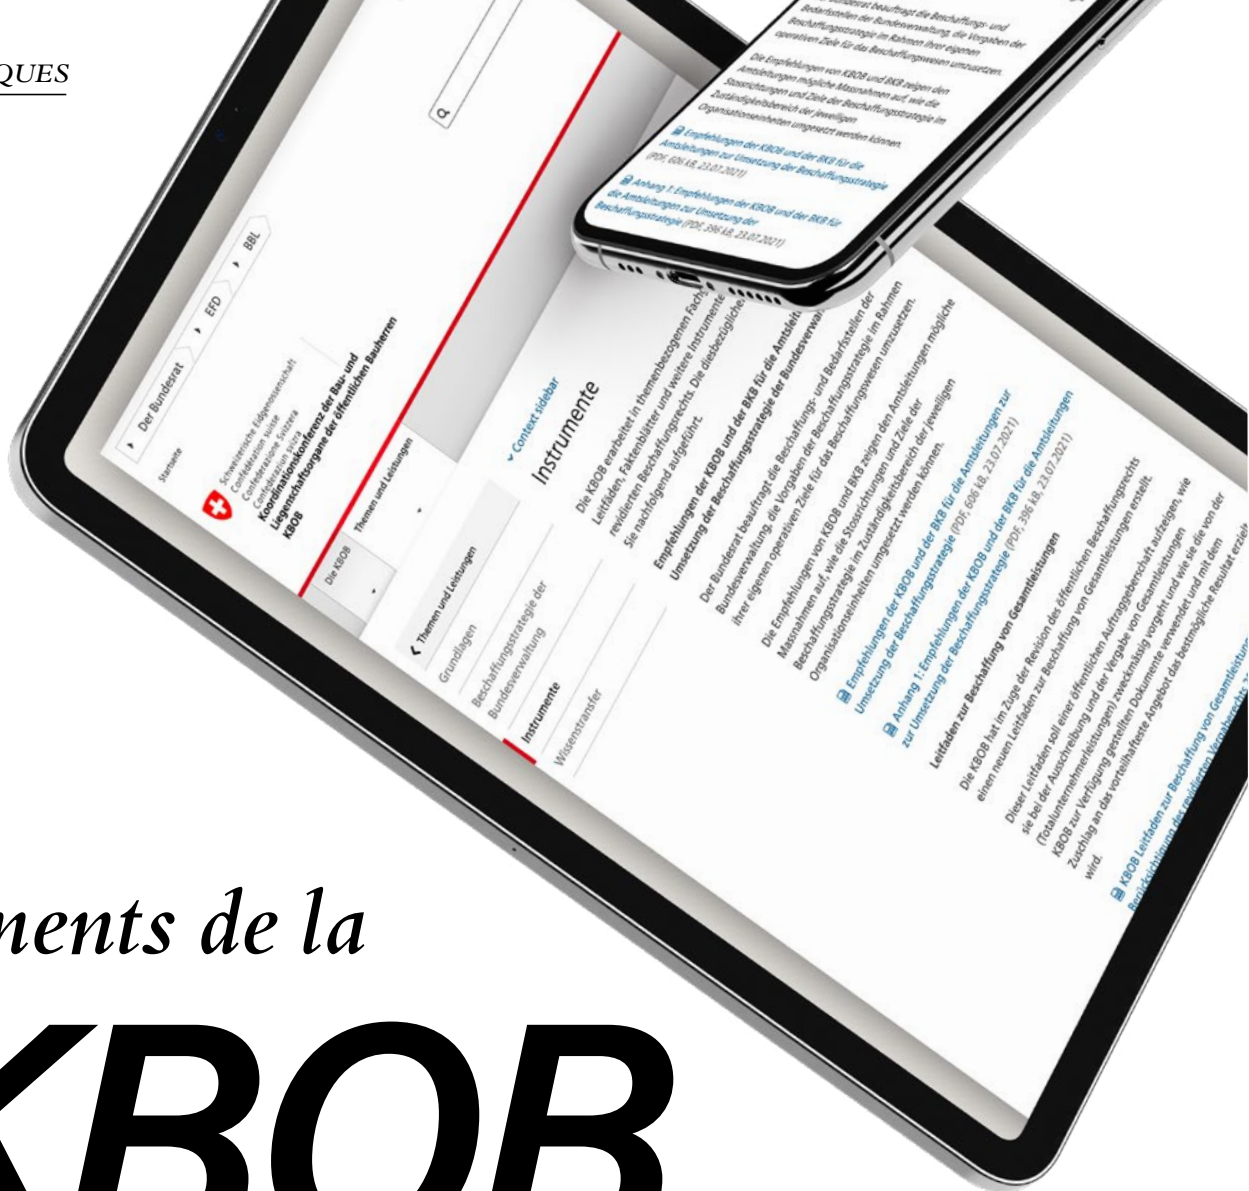 QUES
Der Bundesrat
EFD
BBL
Startseite
Schweizerische Eidgenossenschaft
Confédération suisse
Confederazione Svizzera
Confederaziun svizra
Koordinationskonferenz der Bau- und
Liegenschaftsorgane der öffentlichen Bauherren
KBOB
Die KBOB
Themen und Leistungen
Themen und Leistungen
Grundlagen
Beschaffungsstrategie der
Bundesverwaltung
Instrumente
Wissenstransfer
Context sidebar
Instrumente
Die KBOB erarbeitet in themenbezogenen
Leitfäden, Faktenblätter und weitere Instrumente
revidierten Beschaffungsrechts. Die diesbezügliche
Sie nachfolgend aufgeführt.
Empfehlungen der KBOB und der BKB für die
Umsetzung der Beschaffungsstrategie der
Der Bundesrat beauftragt die Beschaffungs- und Bedarfsstellen der
Bundesverwaltung, die Vorgaben der Beschaffungsstrategie im Rahmen
ihrer eigenen operativen Ziele für das Beschaffungswesen umzusetzen.
Die Empfehlungen von KBOB und BKB zeigen den Amtsleitungen mögliche
Massnahmen auf, wie die Stossrichtungen und Ziele der
Beschaffungsstrategie im Zuständigkeitsbereich der jeweiligen
Organisationseinheiten umgesetzt werden können.
Empfehlungen der KBOB und der BKB für die Amtsleitungen zur
Umsetzung der Beschaffungsstrategie (PDF, 606 kB, 23.07.2021)
Anhang 1: Empfehlungen der KBOB und der BKB für die Amtsleitungen
zur Umsetzung der Beschaffungsstrategie (PDF, 396 kB, 23.07.2021)
Leitfaden zur Beschaffung von Gesamtleistungen
Die KBOB hat im Zuge der Revision des öffentlichen Beschaffungsrechts
einen neuen Leitfaden zur Beschaffung von Gesamtleistungen erstellt.
Dieser Leitfaden soll einer öffentlichen Auftraggeberschaft aufzeigen, wie
sie bei der Ausschreibung und der Vergabe von Gesamtleistungen
(Totalunternehmerleistungen) zweckmässig vorgeht und wie sie die von der
KBOB zur Verfügung gestellten Dokumente verwendet und mit dem
Zuschlag an das vorteilhafteste Angebot das bestmögliche Resultat erzielt
wird.
KBOB Leitfaden zur Beschaffung von Gesamtleistung
Berücksichtigung des revidierten
Bundesrat beauftragt die Beschaffungs- und
Bedarfsstellen der Bundesverwaltung, die Vorgaben der
Beschaffungsstrategie im Rahmen ihrer eigenen
operativen Ziele für das Beschaffungswesen umzusetzen.
Die Empfehlungen von KBOB und BKB zeigen den
Amtsleitungen mögliche Massnahmen auf, wie die
Stossrichtungen und Ziele der Beschaffungsstrategie im
Zuständigkeitsbereich der jeweiligen
Organisationseinheiten umgesetzt werden können.
Empfehlungen der KBOB und der BKB für die
Amtsleitungen zur Umsetzung der Beschaffungsstrategie
(PDF, 606 kB, 23.07.2021)
Anhang 1: Empfehlungen der KBOB und der BKB für
die Amtsleitungen zur Umsetzung der
Beschaffungsstrategie (PDF, 396 kB, 23.07.2021)
ments de la
KBOB